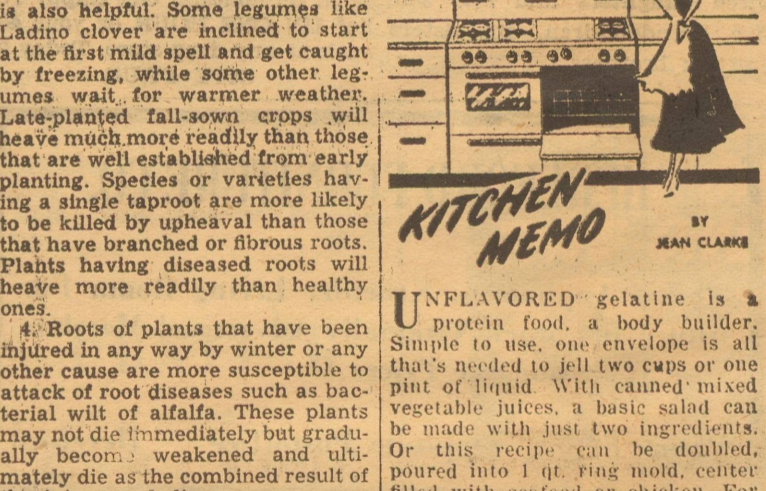 is also helpful. Some legumes like
Ladino clover are inclined to start
at the first mild spell and get caught
by freezing, while some other leg-
umes wait for warmer weather.
Late-planted fall-sown crops will
heave much more readily than those
that are well established from early
planting. Species or varieties hav-
ing a single taproot are more likely
to be killed by upheaval than those
that have branched or fibrous roots.
Plants having diseased roots will
heave more readily than healthy
ones.
4. Roots of plants that have been
injured in any way by winter or any
other cause are more susceptible to
attack of root diseases such as bac-
terial wilt of alfalfa. These plants
may not die immediately but gradu-
ally become weakened and ulti-
mately die as the combined result of
KITCHEN
MEMO
BY
JEAN CLARKE
UNFLAVORED gelatine is a
protein food, a body builder.
Simple to use, one envelope is all
that's needed to jell two cups or one
pint of liquid. With canned mixed
vegetable juices, a basic salad can
be made with just two ingredients.
Or this recipe can be doubled,
poured into 1 qt. ring mold, center
filled with seafood or chicken. For